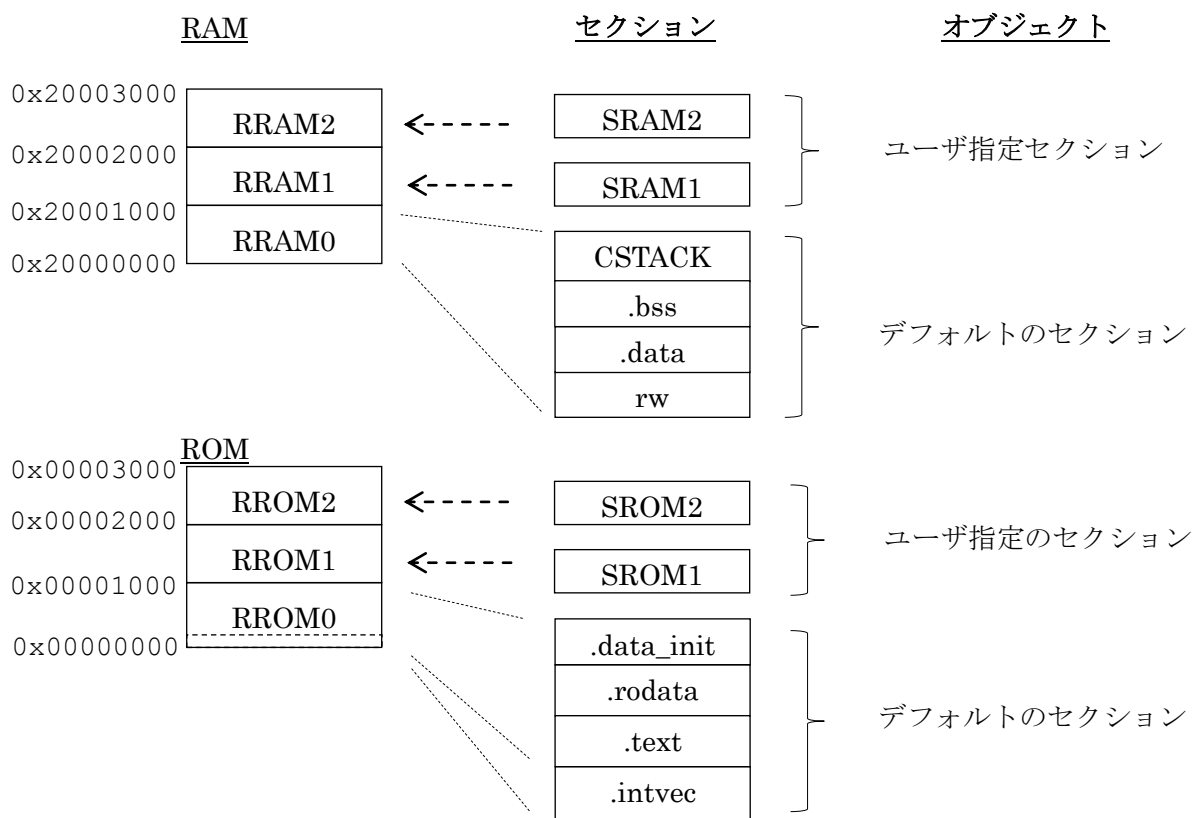 RAM セクション オブジェクト
0x20003000
RRAM2 SRAM2
ユーザ指定セクション
0x20002000
RRAM1 SRAM1
0x20001000
RRAM0
0x20000000
CSTACK
.bss
デフォルトのセクション
.data
rw
ROM
0x00003000
RROM2 SROM2
0x00002000
ユーザ指定のセクション
RROM1 SROM1
0x00001000
RROM0
0x00000000
.data_init
.rodata
デフォルトのセクション
.text
.intvec